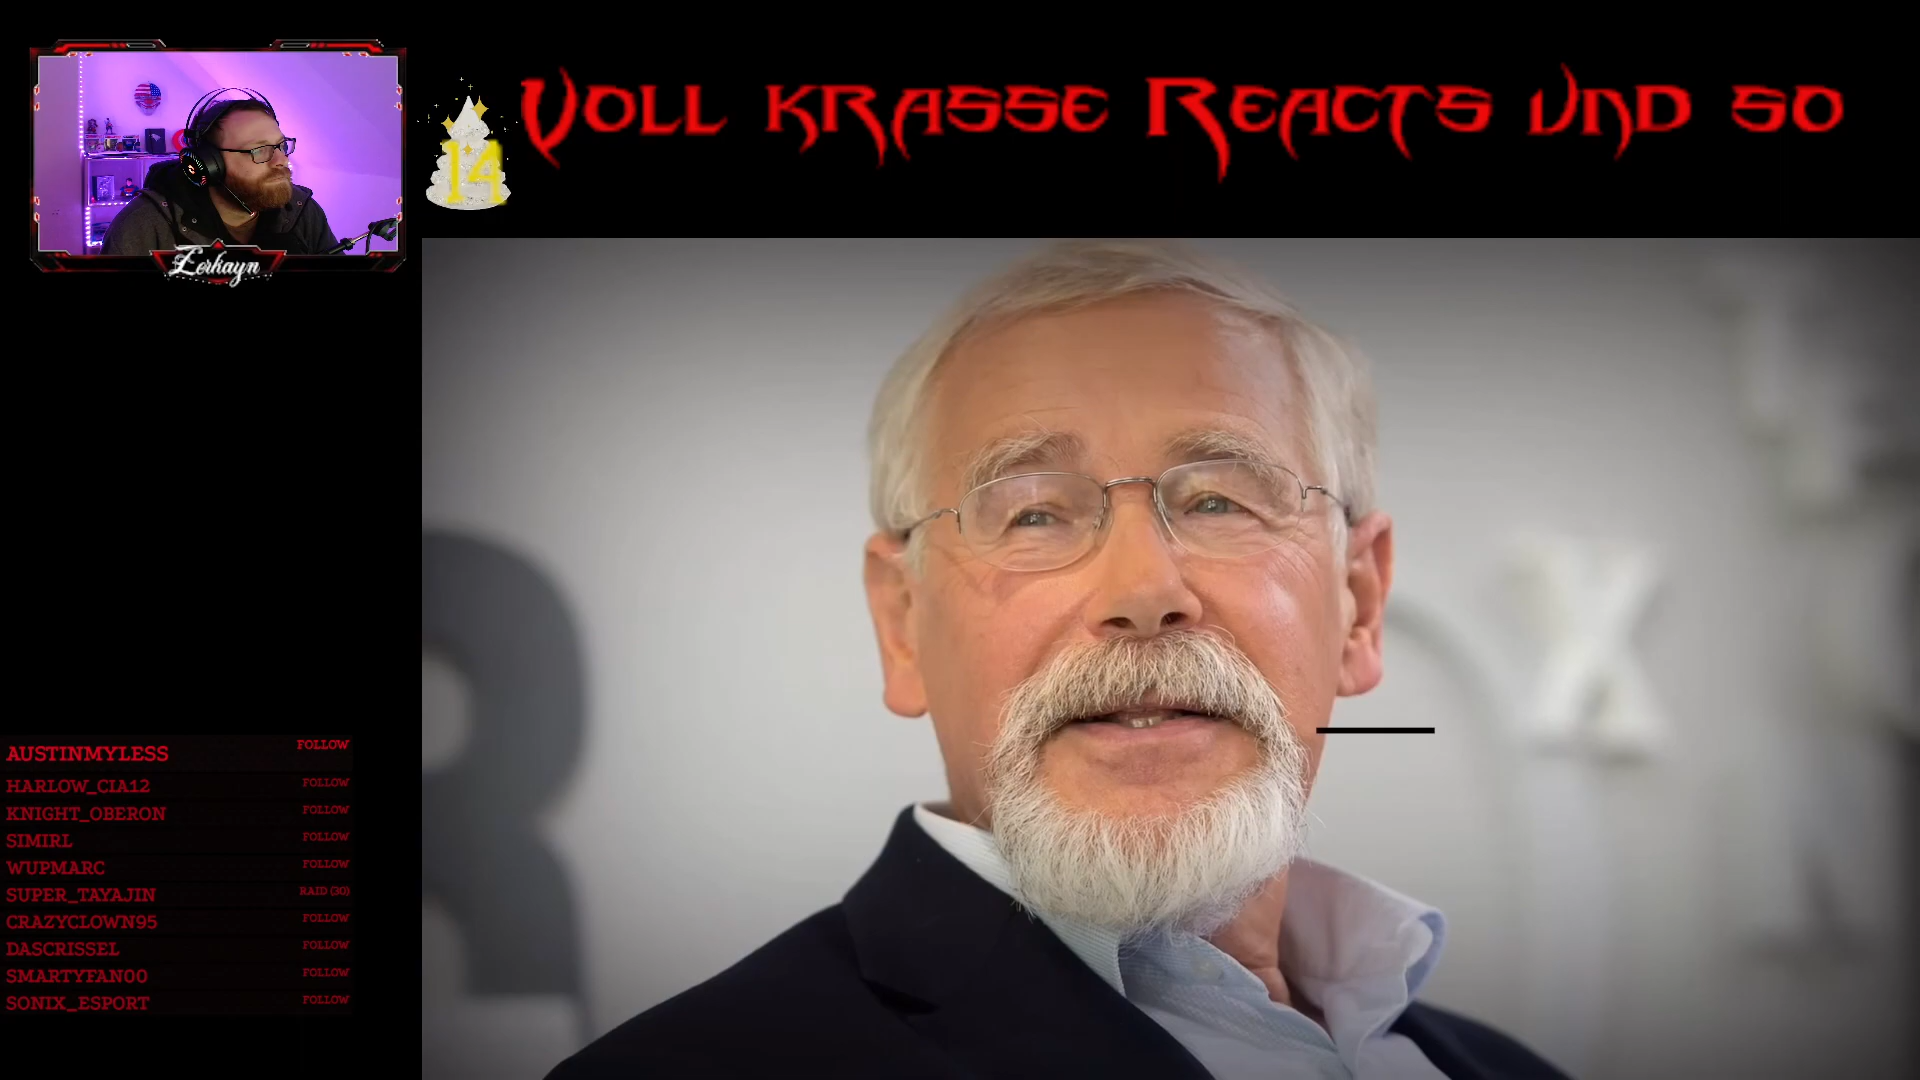 Voll krasse Reacts und so
14
Zerkayn
AUSTINMYLESS FOLLOW
HARLOW_CIA12 FOLLOW
KNIGHT_OBERON FOLLOW
SIMIRL FOLLOW
WUPMARC FOLLOW
SUPER_TAYAJIN RAID (30)
CRAZYCLOWN95 FOLLOW
DASCRISSEL FOLLOW
SMARTYFAN00 FOLLOW
SONIX_ESPORT FOLLOW
R
X